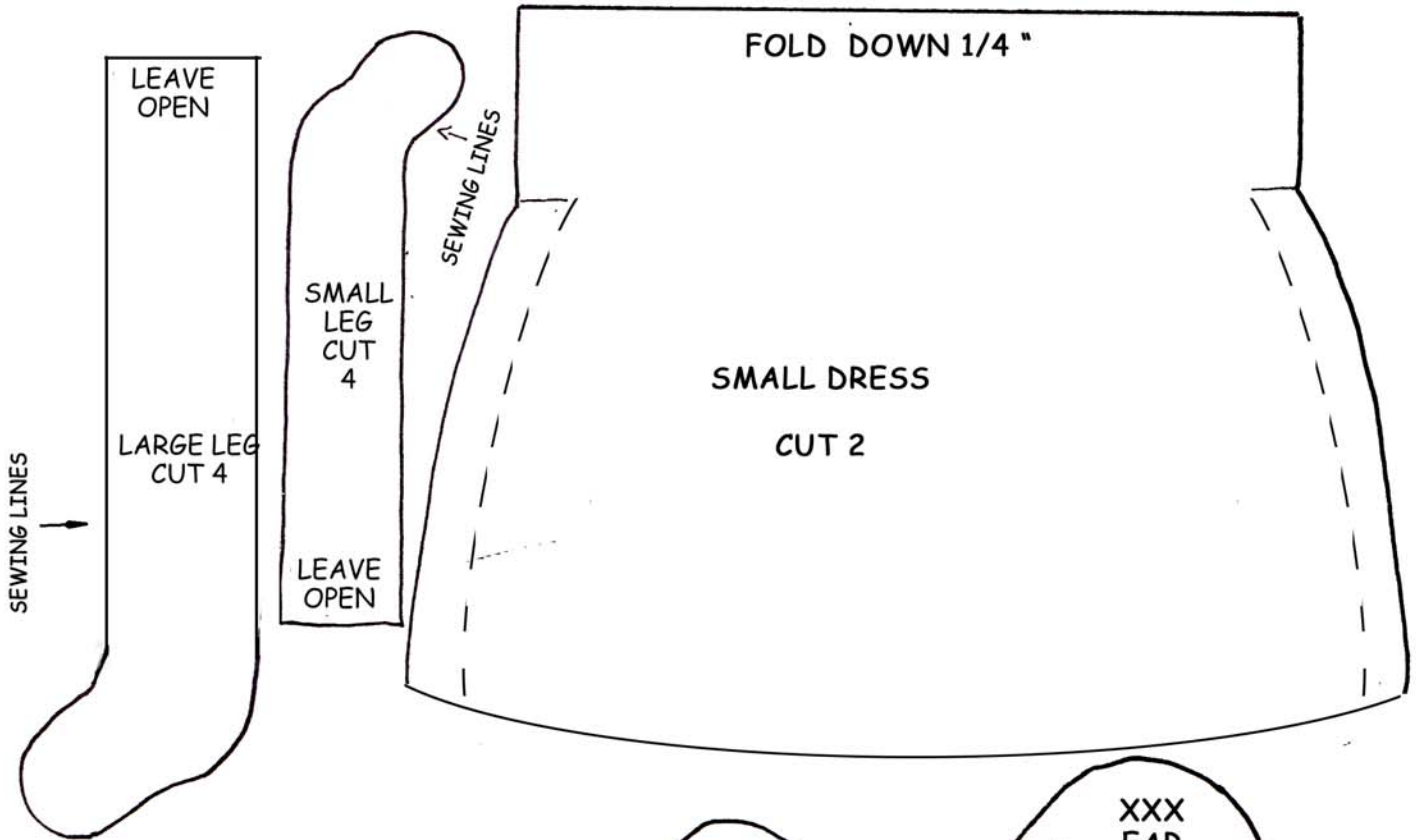 LEAVE
OPEN
LARGE LEG
CUT 4
SEWING LINES
SMALL
LEG
CUT
4
LEAVE
OPEN
SEWING LINES
FOLD DOWN 1/4 "
SMALL DRESS
CUT 2
XXX
EAR